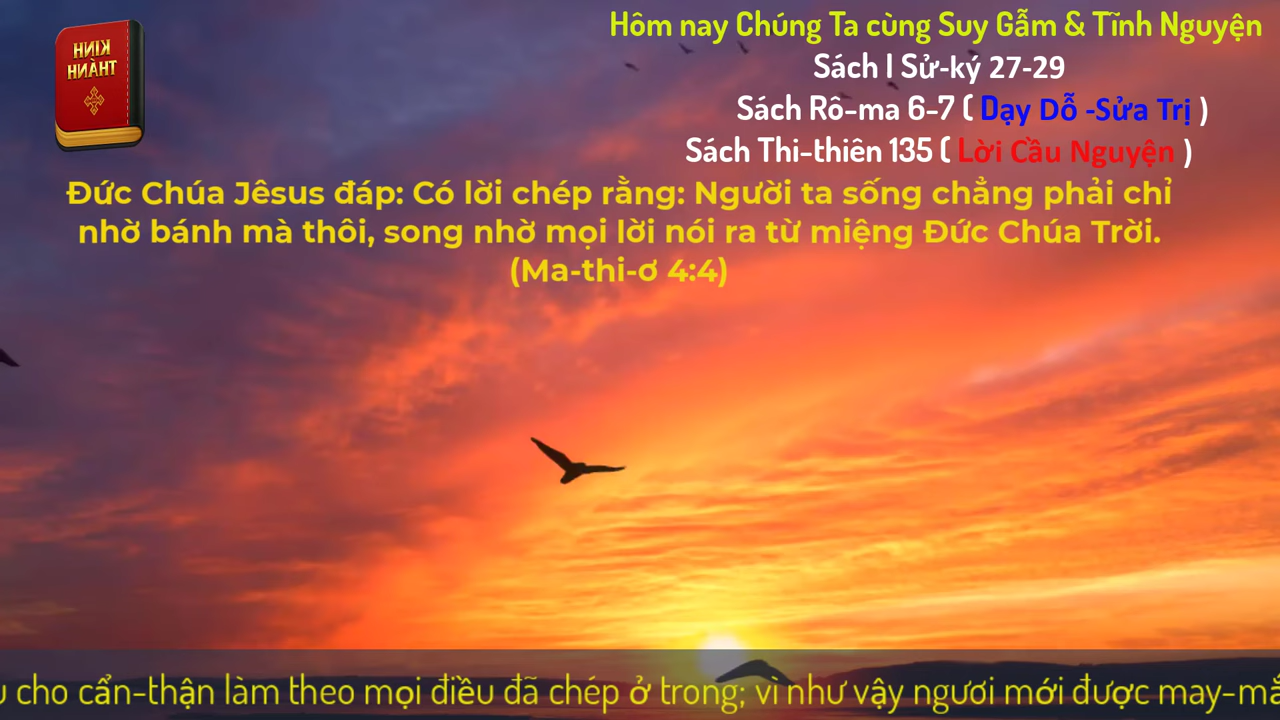 KINH
THÀNH
Hôm nay Chúng Ta cùng Suy Gẫm & Tĩnh Nguyện
Sách I Sử-ký 27-29
Sách Rô-ma 6-7 ( Dạy Dỗ -Sửa Trị )
Sách Thi-thiên 135 ( Lời Cầu Nguyện )
Đức Chúa Jêsus đáp: Có lời chép rằng: Người ta sống chẳng phải chỉ
nhờ bánh mà thôi, song nhờ mọi lời nói ra từ miệng Đức Chúa Trời.
(Ma-thi-ơ 4:4)
cho cẩn-thận làm theo mọi điều đã chép ở trong; vì như vậy ngươi mới được